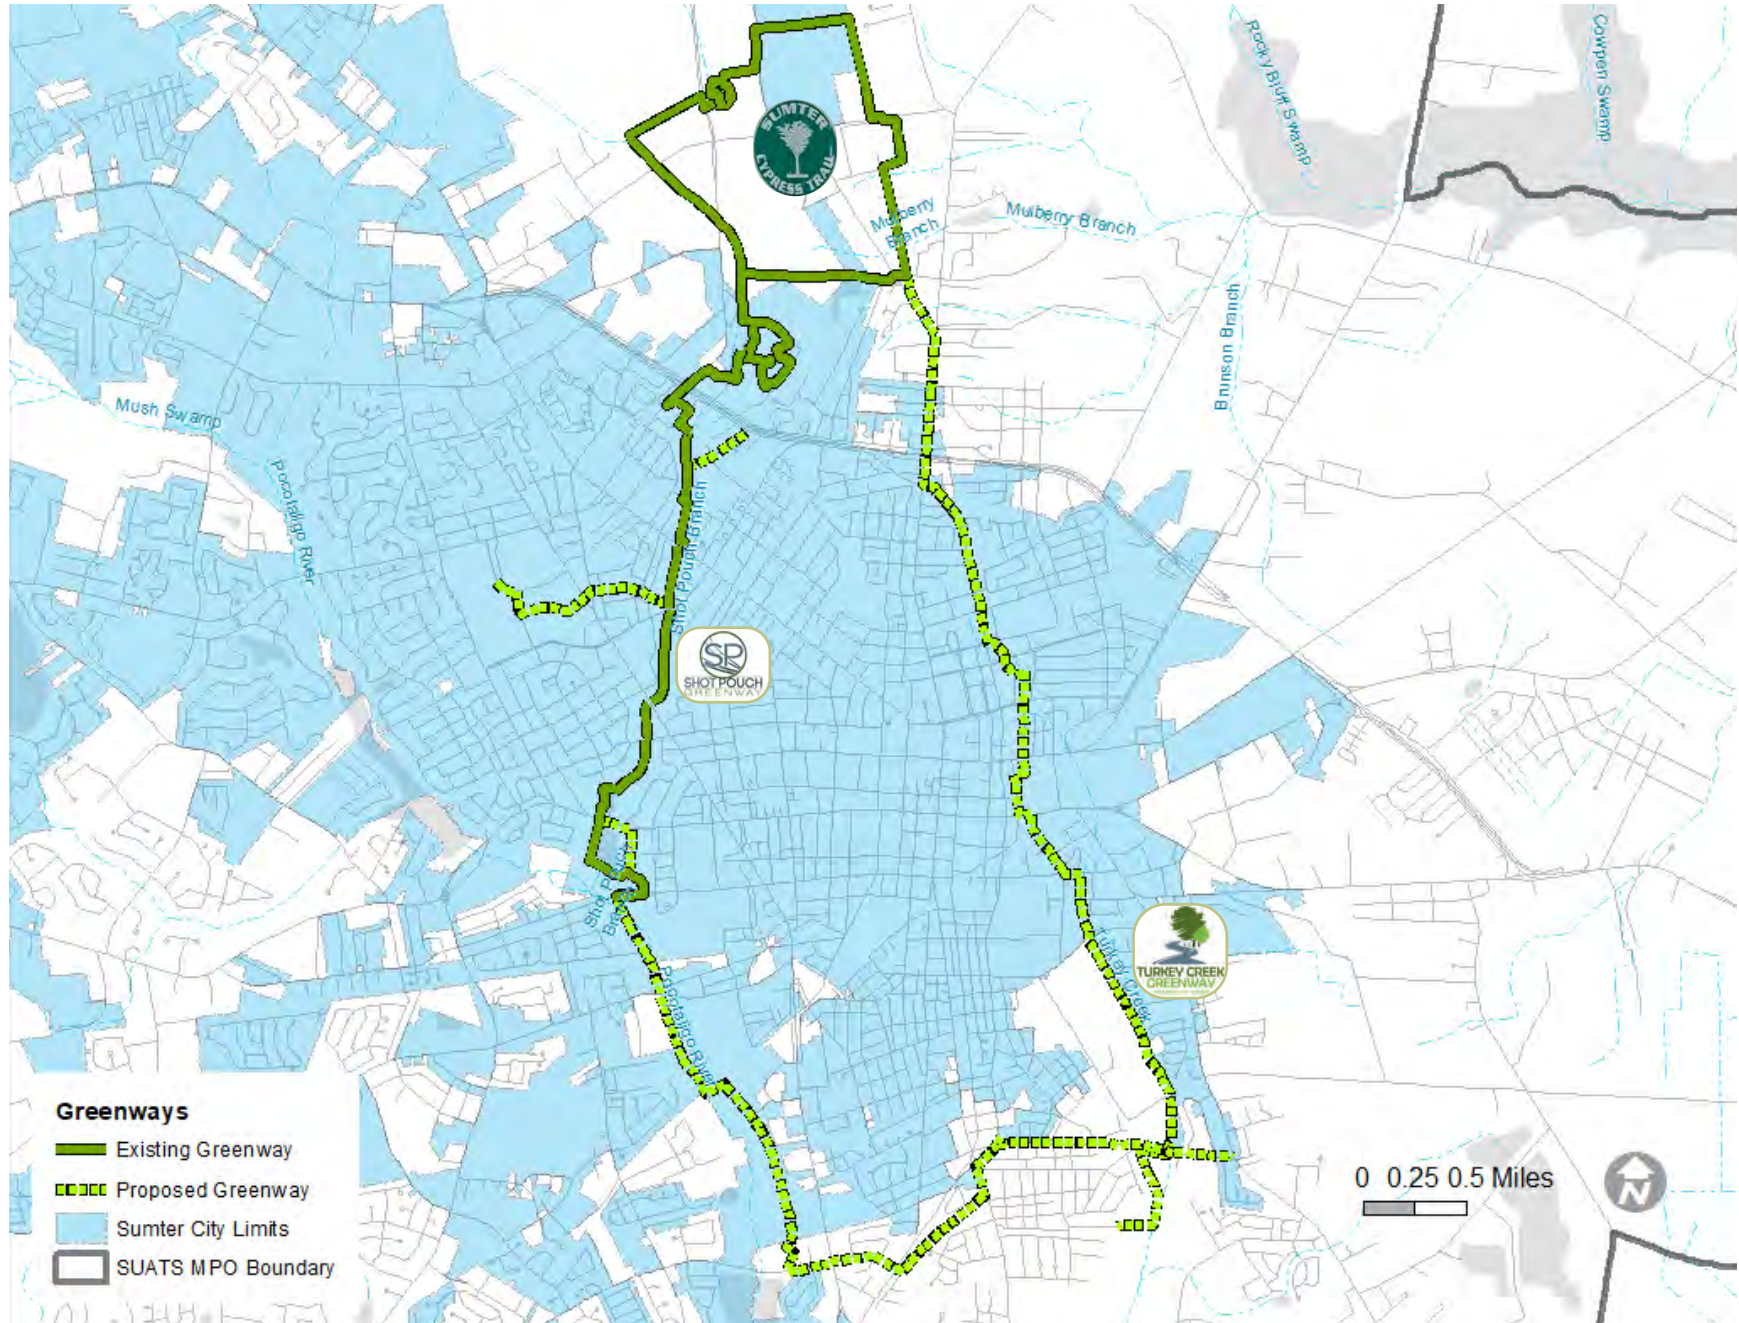 SUMTER
CYPRESS TRAIL
Rocky Bluff Swamp
Cowpen Swamp
Mulberry
Branch
Mulberry Branch
Brunson Branch
Mush Swamp
Pocotaligo River
Shot Pouch Branch
SP
SHOT POUCH
GREENWAY
Shot Pouch
Branch
Pocotaligo River
Turkey Creek
TURKEY CREEK
GREENWAY
Greenways
Existing Greenway
Proposed Greenway
Sumter City Limits
SUATS MPO Boundary
0 0.25 0.5 Miles
N